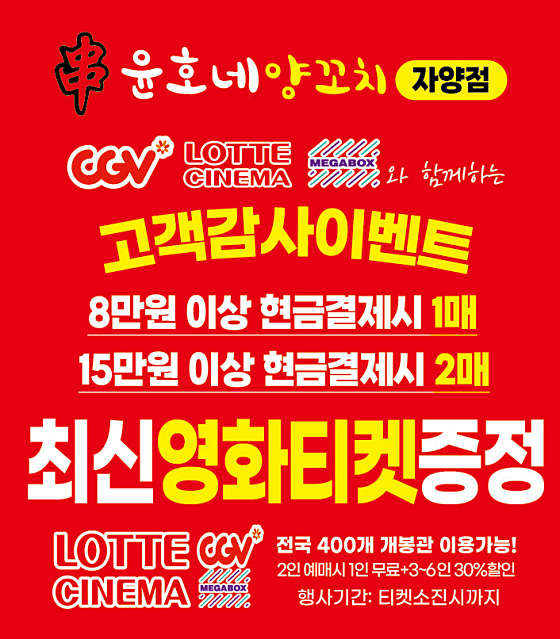 串 윤호네양꼬치 자양점
CGV LOTTE CINEMA MEGABOX 와 함께하는
고객감사이벤트
8만원 이상 현금결제시 1매
15만원 이상 현금결제시 2매
최신영화티켓증정
LOTTE CINEMA CGV MEGABOX
전국 400개 개봉관 이용가능!
2인 예매시 1인 무료+3~6인 30%할인
행사기간: 티켓소진시까지